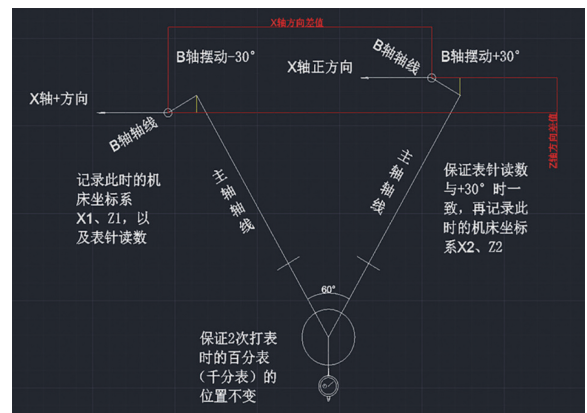 X轴方向差值
B轴摆动-30°
B轴轴线
B轴摆动+30°
X轴正方向
X轴+方向
B轴轴线
Z轴方向差值
主轴轴线
主轴轴线
记录此时的机
床坐标系
X1、Z1，以
及表针读数
保证表针读数
与+30°时一
致，再记录此
时的机床坐标
系X2、Z2
60°
保证2次打表
时的百分表
（千分表）的
位置不变